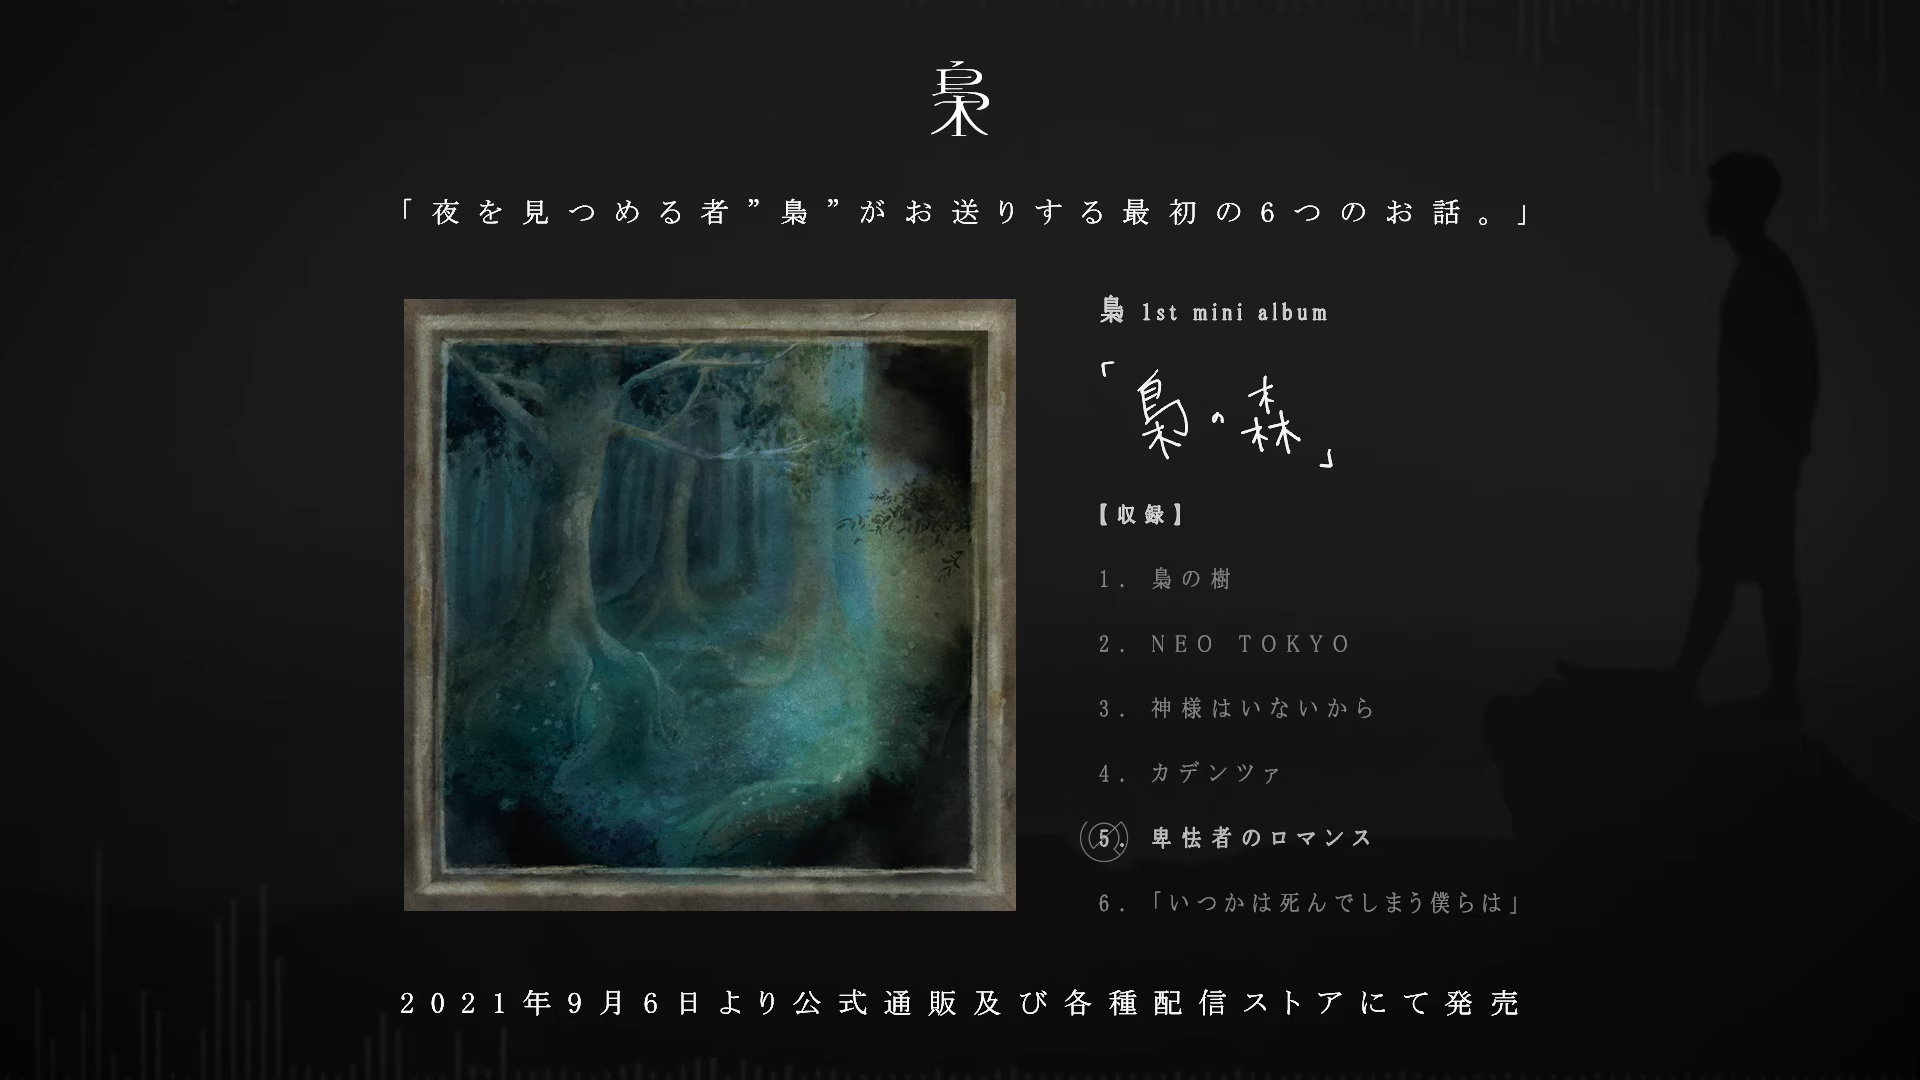 梟
「夜を見つめる者”梟”がお送りする最初の6つのお話。」
梟 1st mini album
「梟の森」
【収録】
1. 梟の樹
2. NEO TOKYO
3. 神様はいないから
4. カデンツァ
5. 卑怯者のロマンス
6. 「いつかは死んでしまう僕らは」
2021年9月6日より公式通販及び各種配信ストアにて発売